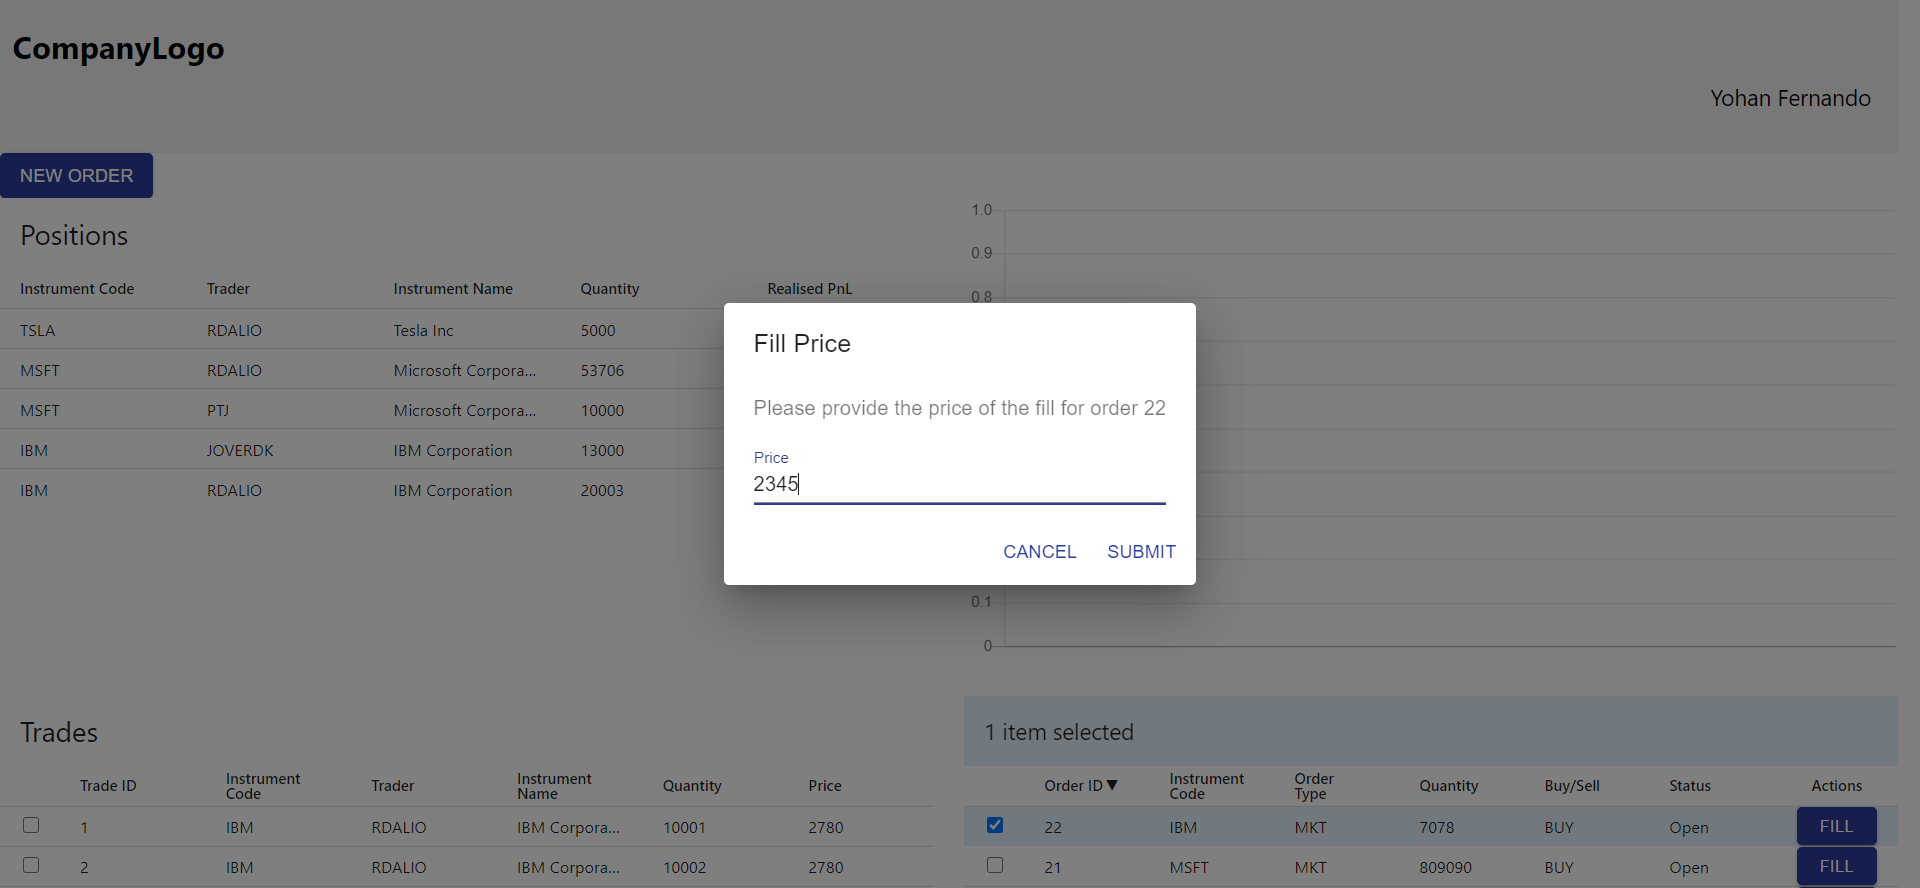 CompanyLogo
Yohan Fernando
NEW ORDER
Positions
Instrument Code Trader Instrument Name Quantity Realised PnL
TSLA RDALIO Tesla Inc 5000
MSFT RDALIO Microsoft Corpora... 53706
MSFT PTJ Microsoft Corpora... 10000
IBM JOVERDK IBM Corporation 13000
IBM RDALIO IBM Corporation 20003
1.0
0.9
0.8
0.1
0
Fill Price
Please provide the price of the fill for order 22
Price
2345
CANCEL SUBMIT
Trades
Trade ID Instrument Code Trader Instrument Name Quantity Price
1 IBM RDALIO IBM Corpora... 10001 2780
2 IBM RDALIO IBM Corpora... 10002 2780
1 item selected
Order ID▼ Instrument Code Order Type Quantity Buy/Sell Status Actions
22 IBM MKT 7078 BUY Open FILL
21 MSFT MKT 809090 BUY Open FILL